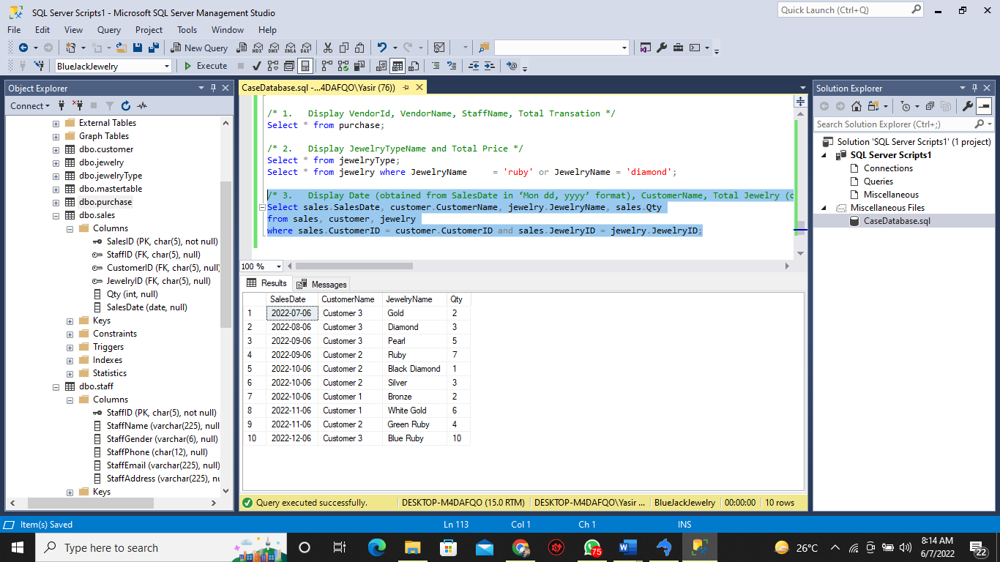 SQL Server Scripts1 - Microsoft SQL Server Management Studio
Quick Launch (Ctrl+Q)
File Edit View Query Project Tools Window Help
New Query
MDX DMX XMLA DAX
BlueJackJewelry
Execute
Object Explorer
Connect
External Tables
Graph Tables
dbo.customer
dbo.jewelry
dbo.jewelryType
dbo.mastertable
dbo.purchase
dbo.sales
Columns
SalesID (PK, char(5), not null)
StaffID (FK, char(5), null)
CustomerID (FK, char(5), null)
JewelryID (FK, char(5), null)
Qty (int, null)
SalesDate (date, null)
Keys
Constraints
Triggers
Indexes
Statistics
dbo.staff
Columns
StaffID (PK, char(5), not null)
StaffName (varchar(225), null
StaffGender (varchar(6), null)
StaffPhone (char(12), null)
StaffEmail (varchar(225), null
StaffAddress (varchar(225), nu
Keys
CaseDatabase.sql -...4DAFQO\Yasir (76))
/* 1. Display VendorId, VendorName, StaffName, Total Transation */
Select * from purchase;
/* 2. Display JewelryTypeName and Total Price */
Select * from jewelryType;
Select * from jewelry where JewelryName = 'ruby' or JewelryName = 'diamond';
/* 3. Display Date (obtained from SalesDate in ‘Mon dd, yyyy’ format), CustomerName, Total Jewelry (o
Select sales.SalesDate, customer.CustomerName, jewelry.JewelryName, sales.Qty
from sales, customer, jewelry
where sales.CustomerID = customer.CustomerID and sales.JewelryID = jewelry.JewelryID;
100 %
Results Messages
SalesDate CustomerName JewelryName Qty
1 2022-07-06 Customer 3 Gold 2
2 2022-08-06 Customer 3 Diamond 3
3 2022-09-06 Customer 3 Pearl 5
4 2022-09-06 Customer 2 Ruby 7
5 2022-10-06 Customer 2 Black Diamond 1
6 2022-10-06 Customer 2 Silver 3
7 2022-10-06 Customer 1 Bronze 2
8 2022-11-06 Customer 1 White Gold 6
9 2022-11-06 Customer 2 Green Ruby 4
10 2022-12-06 Customer 3 Blue Ruby 10
Query executed successfully. DESKTOP-M4DAFQO (15.0 RTM) DESKTOP-M4DAFQO\Yasir ... BlueJackJewelry 00:00:00 10 rows
Solution Explorer
Search Solution Explorer (Ctrl+;)
Solution 'SQL Server Scripts1' (1 project)
SQL Server Scripts1
Connections
Queries
Miscellaneous
Miscellaneous Files
CaseDatabase.sql
Item(s) Saved Ln 113 Col 1 Ch 1 INS
Type here to search
75
26°C
8:14 AM
6/7/2022
22